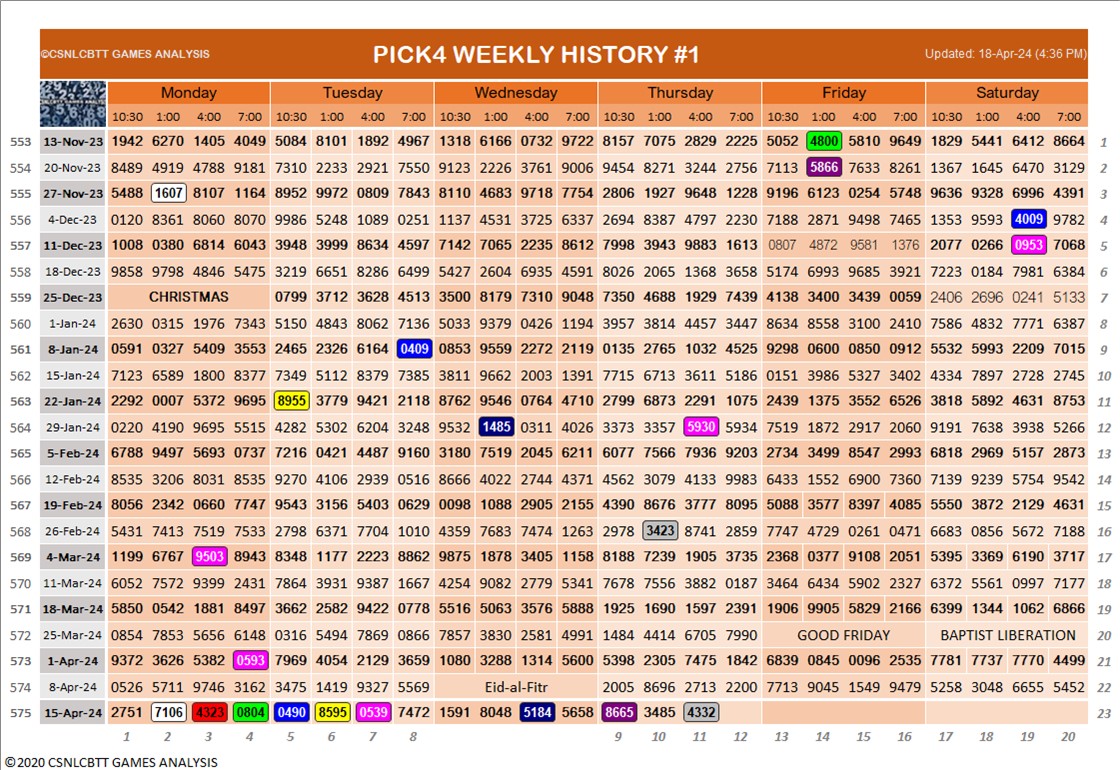 ©CSNLCBTT GAMES ANALYSIS PICK4 WEEKLY HISTORY #1 Updated: 18-Apr-24 (4:36 PM)
Monday Tuesday Wednesday Thursday Friday Saturday
10:30 1:00 4:00 7:00 10:30 1:00 4:00 7:00 10:30 1:00 4:00 7:00 10:30 1:00 4:00 7:00 10:30 1:00 4:00 7:00 10:30 1:00 4:00 7:00
553 13-Nov-23 1942 6270 1405 4049 5084 8101 1892 4967 1318 6166 0732 9722 8157 7075 2829 2225 5052 4800 5810 9649 1829 5441 6412 8664 1
554 20-Nov-23 8489 4919 4788 9181 7310 2233 2921 7550 9123 2226 3761 9006 9454 8271 3244 2756 7113 5866 7633 8261 1367 1645 6470 3129 2
555 27-Nov-23 5488 1607 8107 1164 8952 9972 0809 7843 8110 4683 9718 7754 2806 1927 9648 1228 9196 6123 0254 5748 9636 9328 6996 4391 3
556 4-Dec-23 0120 8361 8060 8070 9986 5248 1089 0251 1137 4531 3725 6337 2694 8387 4797 2230 7188 2871 9498 7465 1353 9593 4009 9782 4
557 11-Dec-23 1008 0380 6814 6043 3948 3999 8634 4597 7142 7065 2235 8612 7998 3943 9883 1613 0807 4872 9581 1376 2077 0266 0953 7068 5
558 18-Dec-23 9858 9798 4846 5475 3219 6651 8286 6499 5427 2604 6935 4591 8026 2065 1368 3658 5174 6993 9685 3921 7223 0184 7981 6384 6
559 25-Dec-23 CHRISTMAS 0799 3712 3628 4513 3500 8179 7310 9048 7350 4688 1929 7439 4138 3400 3439 0059 2406 2696 0241 5133 7
560 1-Jan-24 2630 0315 1976 7343 5150 4843 8062 7136 5033 9379 0426 1194 3957 3814 4457 3447 8634 8558 3100 2410 7586 4832 7771 6387 8
561 8-Jan-24 0591 0327 5409 3553 2465 2326 6164 0409 0853 9559 2272 2119 0135 2765 1032 4525 9298 0600 5050 0912 5532 5993 2209 7015 9
562 15-Jan-24 7123 6589 1800 8377 7349 5112 8379 7385 3811 9662 2003 1391 7715 6713 3611 5186 0151 3986 5327 3402 4334 7897 2728 2745 10
563 22-Jan-24 2292 0007 5372 9695 8955 3779 9421 2118 8762 9546 0764 4710 2799 6873 2291 1075 2439 1375 3552 6526 3818 5892 4631 8753 11
564 29-Jan-24 0220 4190 9695 5515 4282 5302 6204 3248 9532 1485 0311 4026 3373 3357 5930 5934 7519 1872 2917 2060 9191 7638 3938 5266 12
565 5-Feb-24 6788 9497 5693 0737 7216 0421 4487 9160 3180 7519 2045 6211 6077 7566 7936 9203 2734 3499 8547 2993 6818 2969 5157 2873 13
566 12-Feb-24 8535 3206 8031 8535 9270 4106 2939 0516 8666 4022 2744 4371 4562 3079 4133 9983 6433 1552 6900 7360 7139 9239 5754 9542 14
567 19-Feb-24 8056 2342 0660 7747 9543 3156 5403 0629 0098 1088 2905 2155 4390 8676 3777 8095 5088 3577 8397 4085 5550 3872 2129 4631 15
568 26-Feb-24 5431 7413 7519 7533 2798 6371 7704 1010 4359 7683 7474 1263 2978 3423 8741 2859 7747 4729 0261 0471 6683 0856 5672 7188 16
569 4-Mar-24 1199 6767 9503 8943 8348 1177 2223 8862 9875 1878 3405 1158 8188 7239 1905 3735 2368 0377 9108 2051 5395 3369 6190 3717 17
570 11-Mar-24 6052 7572 9399 2431 7864 3931 9387 1667 4254 9082 2779 5341 7678 7556 3882 0187 3464 6434 5902 2327 6372 5561 0997 7177 18
571 18-Mar-24 5850 0542 1881 8497 3662 2582 9422 0778 5516 5063 3576 5888 1925 1690 1597 2391 1906 9905 5829 2166 6399 1344 1062 6866 19
572 25-Mar-24 0854 7853 5656 6148 0316 5494 7869 0866 7857 3830 2581 4991 1484 4414 6705 7990 GOOD FRIDAY BAPTIST LIBERATION 20
573 1-Apr-24 9372 3626 5382 0593 7969 4054 2129 3659 1080 3288 1314 5600 5398 2305 7475 1842 6839 0845 0096 2535 7781 7737 7770 4499 21
574 8-Apr-24 0526 5711 9746 3162 3475 1419 9327 5569 Eid-al-Fitr 2005 8696 2713 2200 7713 9045 1549 9479 5258 3048 6655 5452 22
575 15-Apr-24 2751 7106 4323 0804 0490 8595 0539 7472 1591 8048 5184 5658 8665 3485 4332 23
1 2 3 4 5 6 7 8 9 10 11 12 13 14 15 16 17 18 19 20
©2020 CSNLCBTT GAMES ANALYSIS